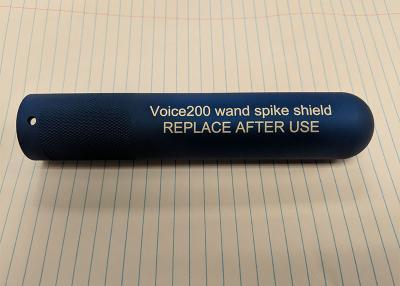 Voice200 wand spike shield
REPLACE AFTER USE